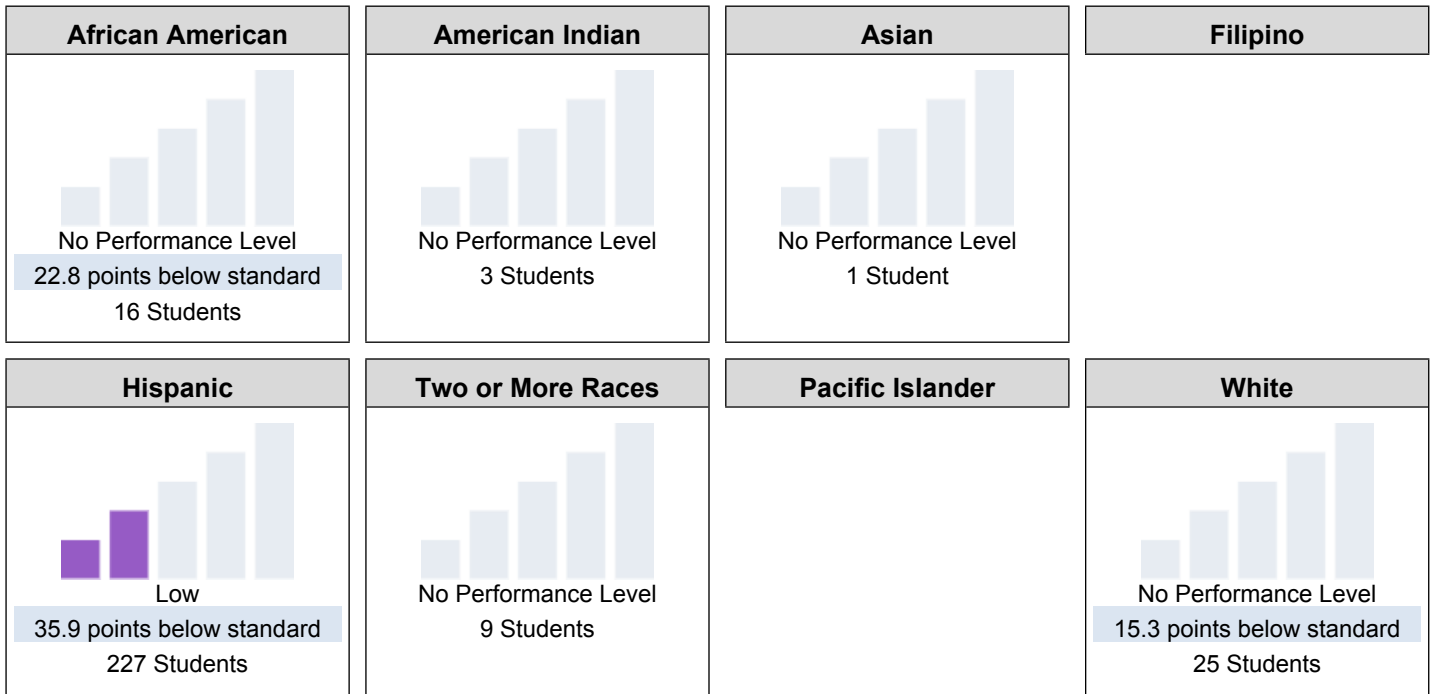 African American
No Performance Level
22.8 points below standard
16 Students
American Indian
No Performance Level
3 Students
Asian
No Performance Level
1 Student
Filipino
Hispanic
Low
35.9 points below standard
227 Students
Two or More Races
No Performance Level
9 Students
Pacific Islander
White
No Performance Level
15.3 points below standard
25 Students